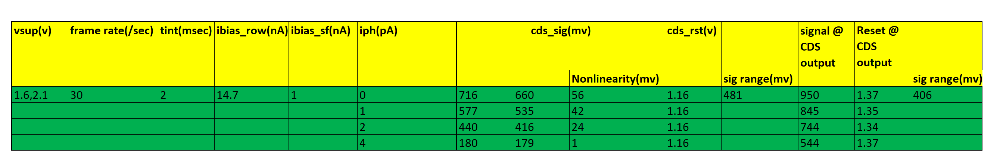 vsup(v) frame rate(/sec) tint(msec) ibias_row(nA) ibias_sf(nA) iph(pA) cds_sig(mv) cds_rst(v) signal @ Reset @
CDS CDS
output output
Nonlinearity(mv) sig range(mv) sig range(mv)
1.6,2.1 30 2 14.7 1 0 716 660 56 1.16 481 950 1.37 406
1 577 535 42 1.16 845 1.35
2 440 416 24 1.16 744 1.34
4 180 179 1 1.16 544 1.37